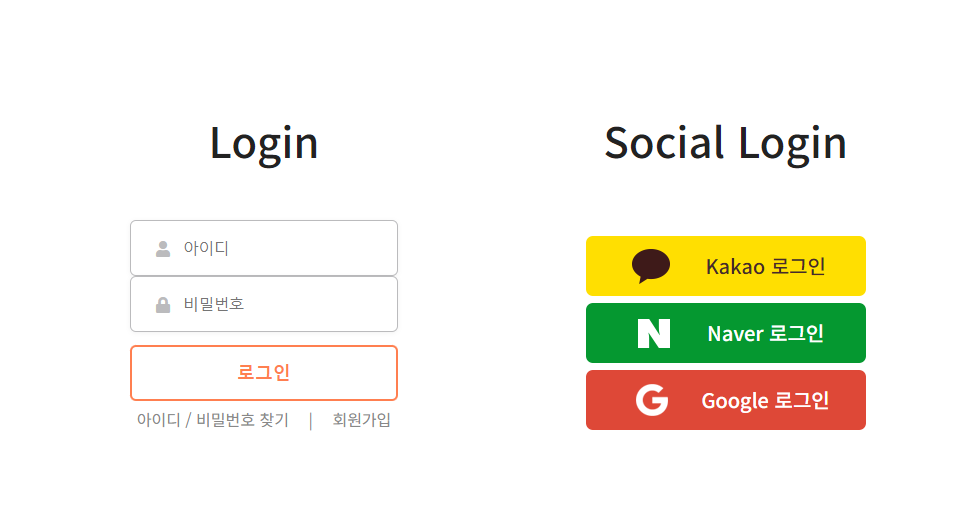 Login
아이디
비밀번호
로그인
아이디 / 비밀번호 찾기 | 회원가입
Social Login
Kakao 로그인
N Naver 로그인
G Google 로그인